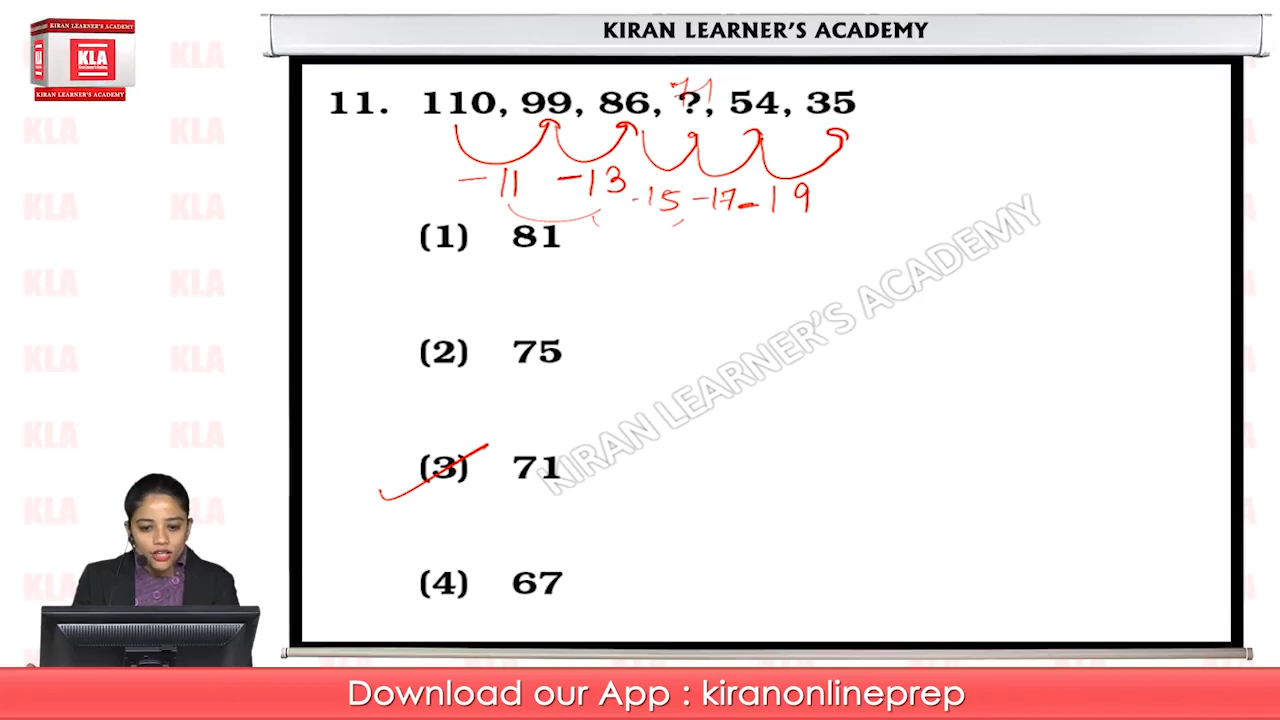 KIRAN LEARNER'S ACADEMY
KLA
KIRAN LEARNER'S ACADEMY
KIRAN LEARNER'S ACADEMY
71
11. 110, 99, 86, ?, 54, 35
-11 -13 -15 -17 -19
(1) 81
(2) 75
(3) 71
(4) 67
KIRAN LEARNER'S ACADEMY
Download our App : kiranonlineprep